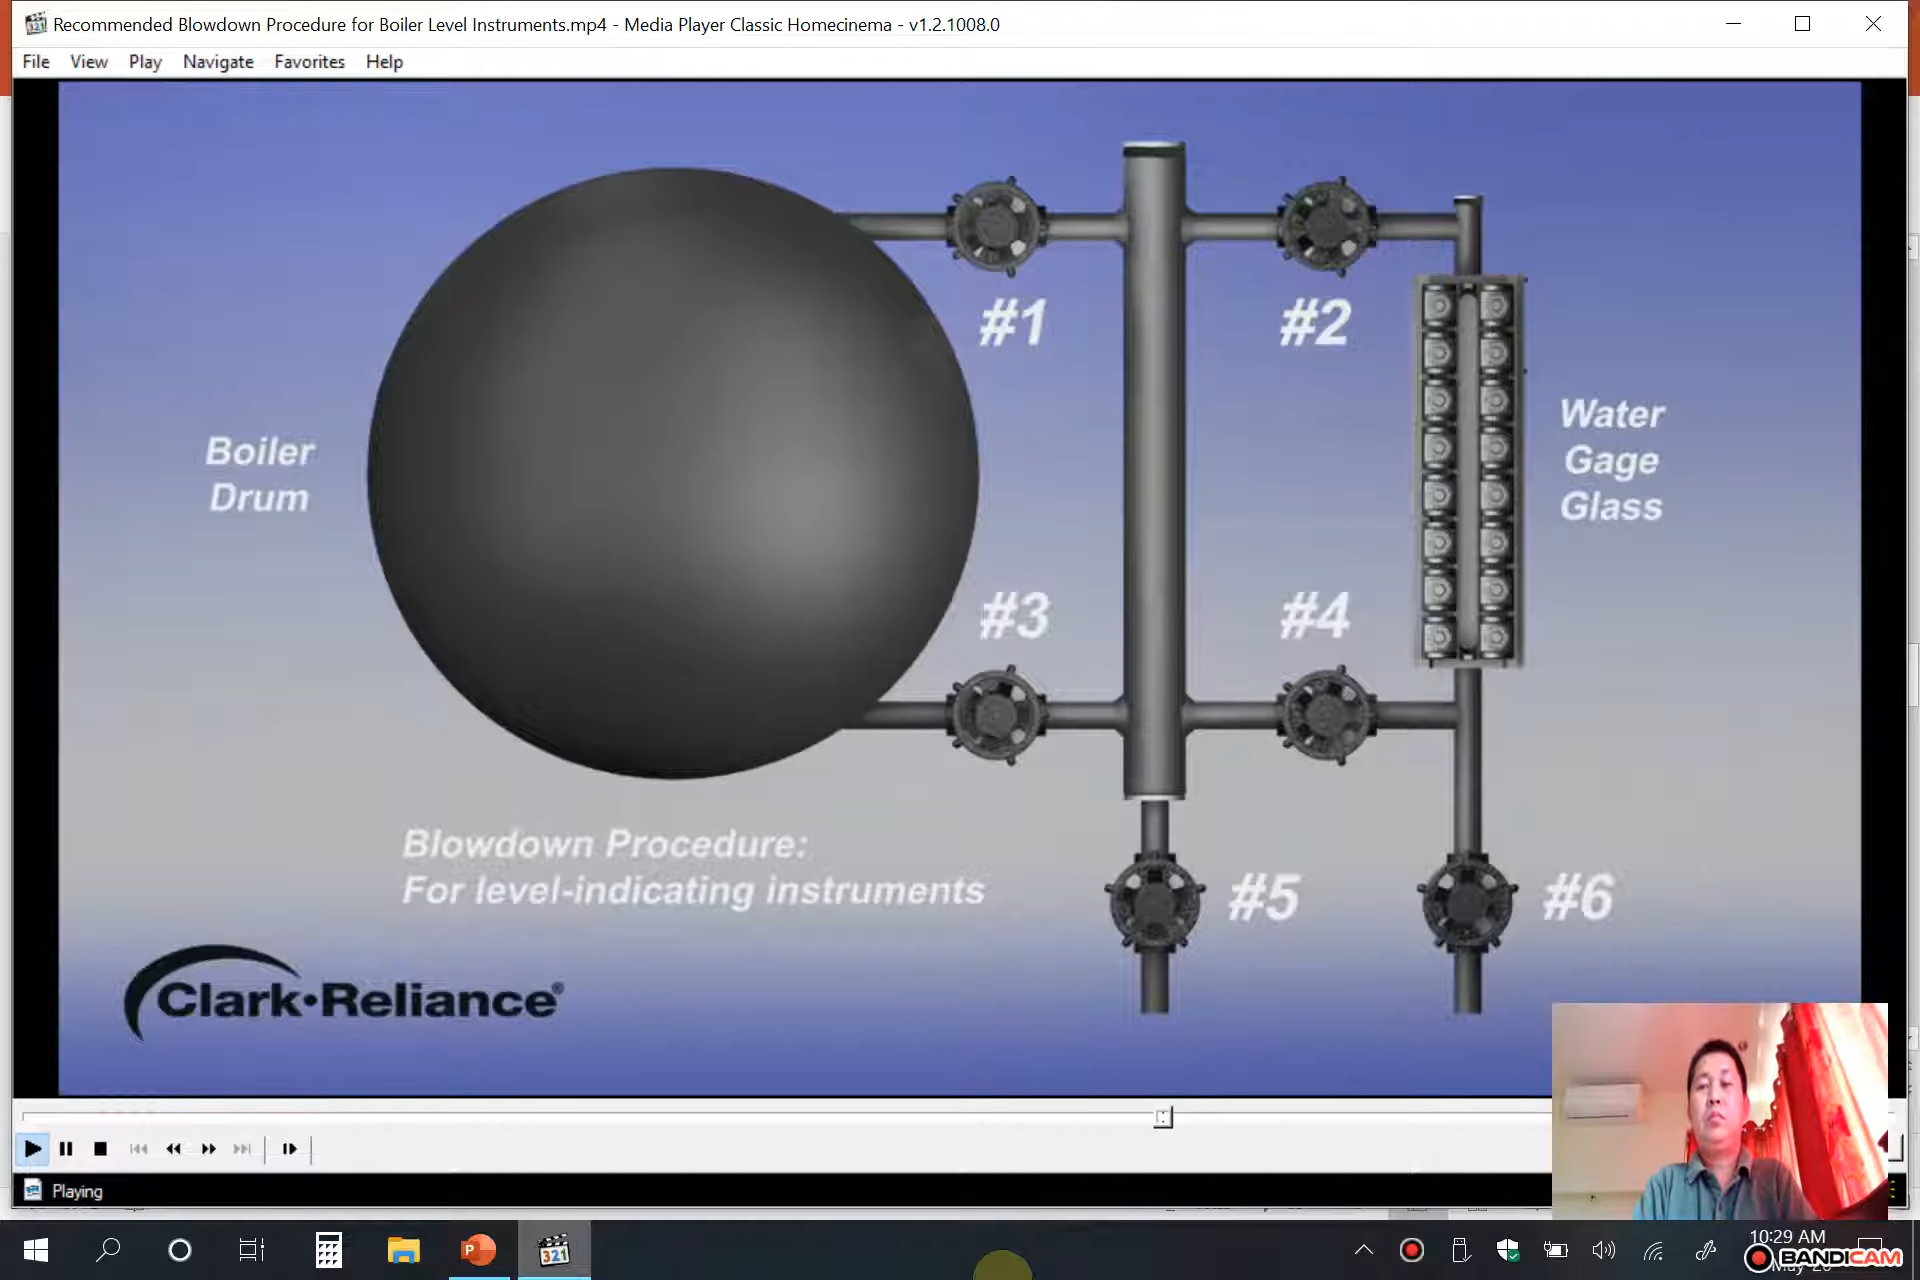 Recommended Blowdown Procedure for Boiler Level Instruments.mp4 - Media Player Classic Homecinema - v1.2.1008.0
File View Play Navigate Favorites Help
#1
#2
Boiler
Drum
Water
Gage
Glass
#3
#4
Blowdown Procedure:
For level-indicating instruments
#5
#6
Clark·Reliance®
Playing
321
10:29 AM
BANDICAM